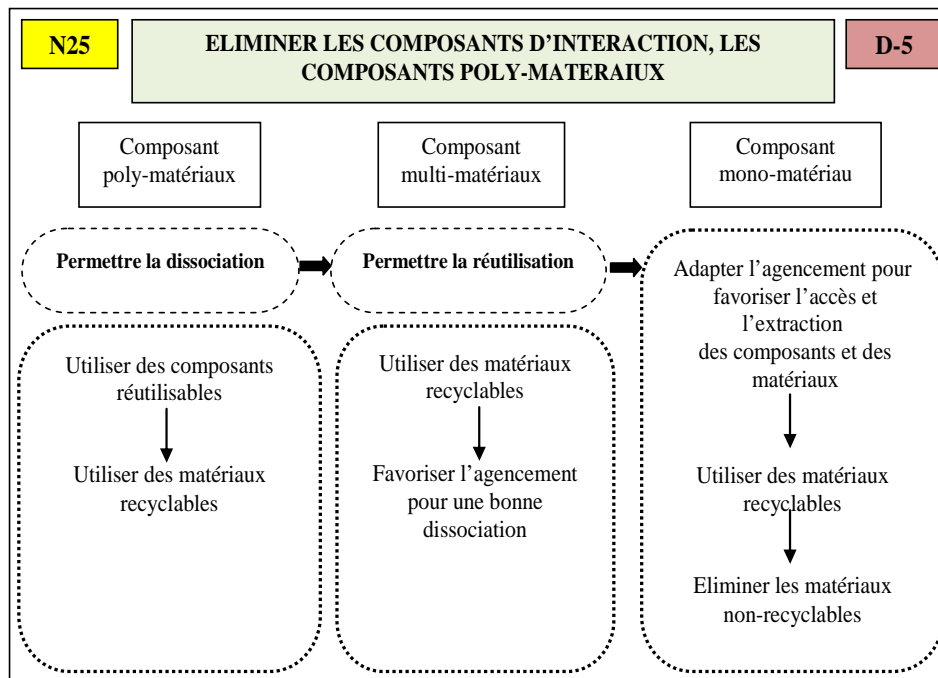 N25
ELIMINER LES COMPOSANTS D’INTERACTION, LES
COMPOSANTS POLY-MATERAIUX
D-5
Composant
poly-matériaux
Composant
multi-matériaux
Composant
mono-matériau
Permettre la dissociation
Permettre la réutilisation
Adapter l’agencement pour
favoriser l’accès et
l’extraction
des composants et des
matériaux
Utiliser des matériaux
recyclables
Eliminer les matériaux
non-recyclables
Utiliser des composants
réutilisables
Utiliser des matériaux
recyclables
Utiliser des matériaux
recyclables
Favoriser l’agencement
pour une bonne
dissociation